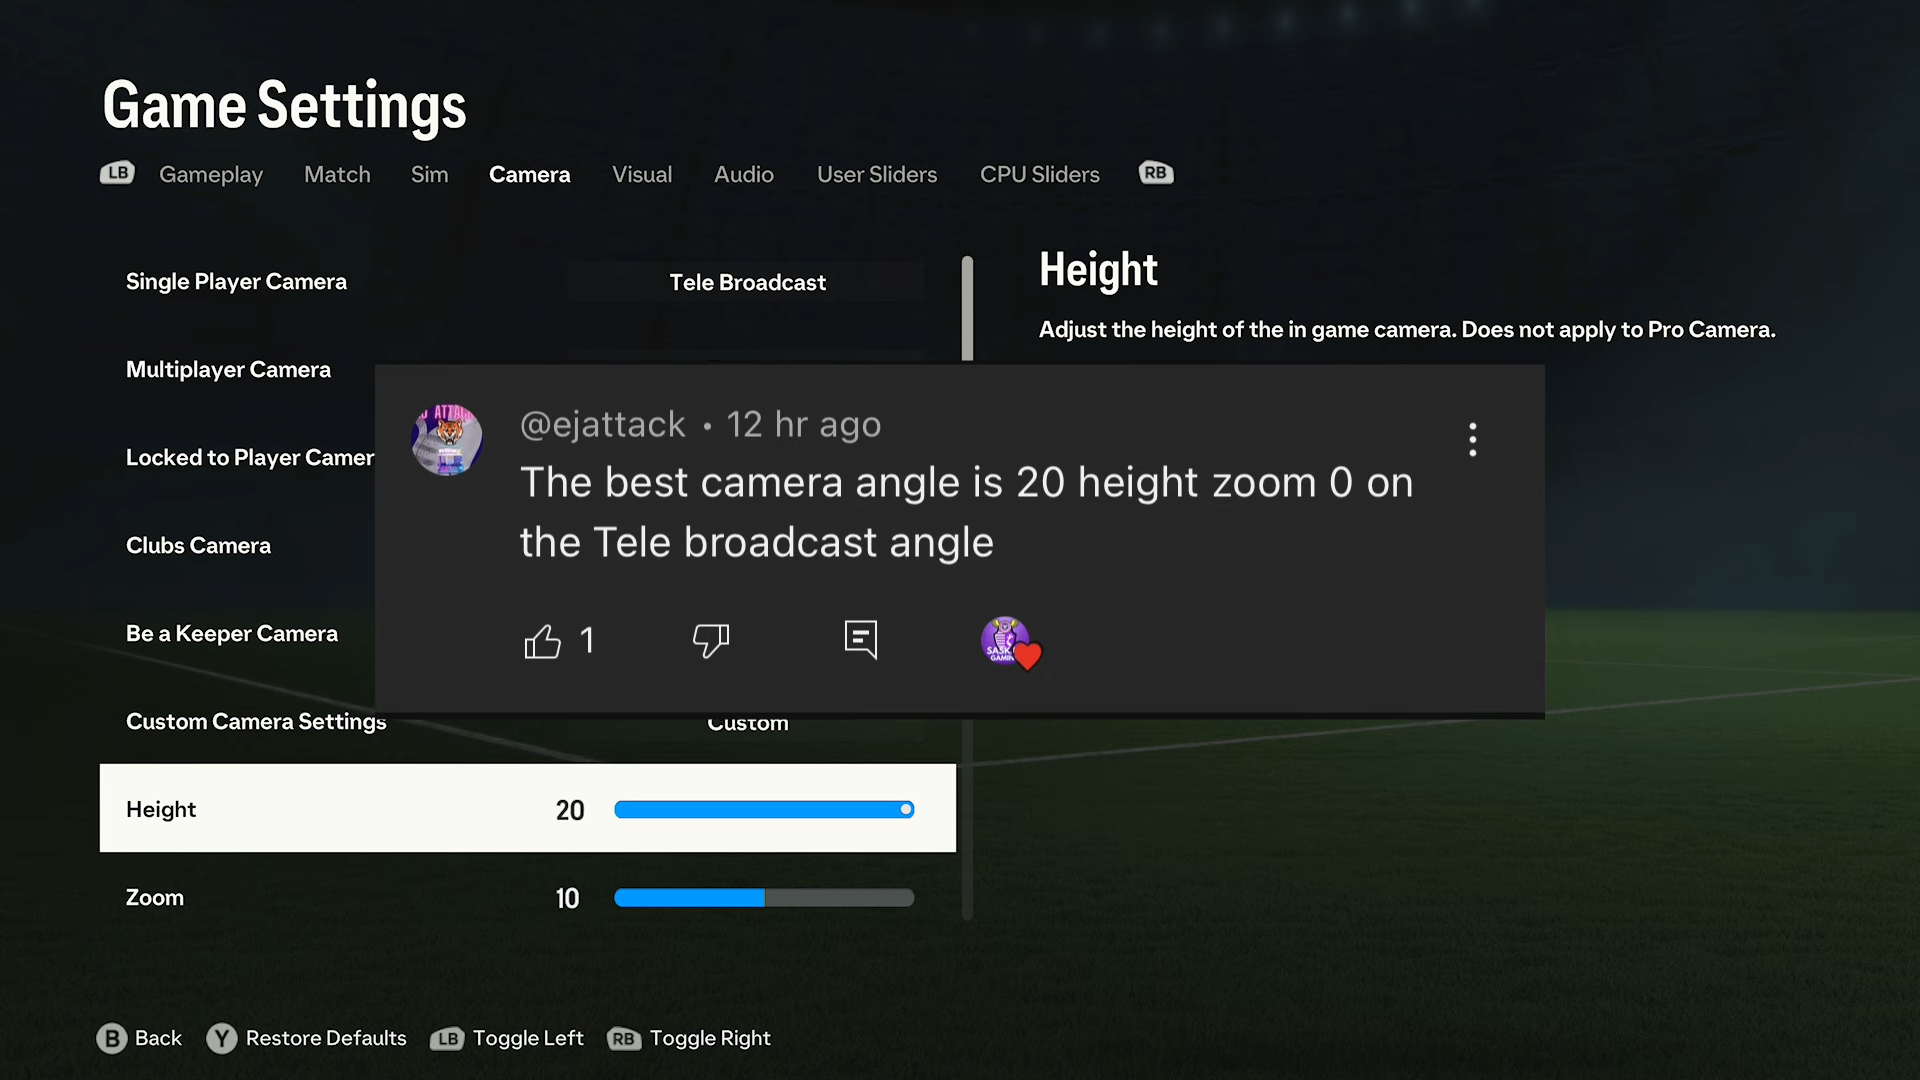 Game Settings
LB Gameplay Match Sim Camera Visual Audio User Sliders CPU Sliders RB
Single Player Camera Tele Broadcast
Height
Adjust the height of the in game camera. Does not apply to Pro Camera.
Multiplayer Camera
@ejattack • 12 hr ago
Locked to Player Camer
The best camera angle is 20 height zoom 0 on
the Tele broadcast angle
Clubs Camera
Be a Keeper Camera
1
Custom Camera Settings Custom
Height 20
Zoom 10
B Back Y Restore Defaults LB Toggle Left RB Toggle Right